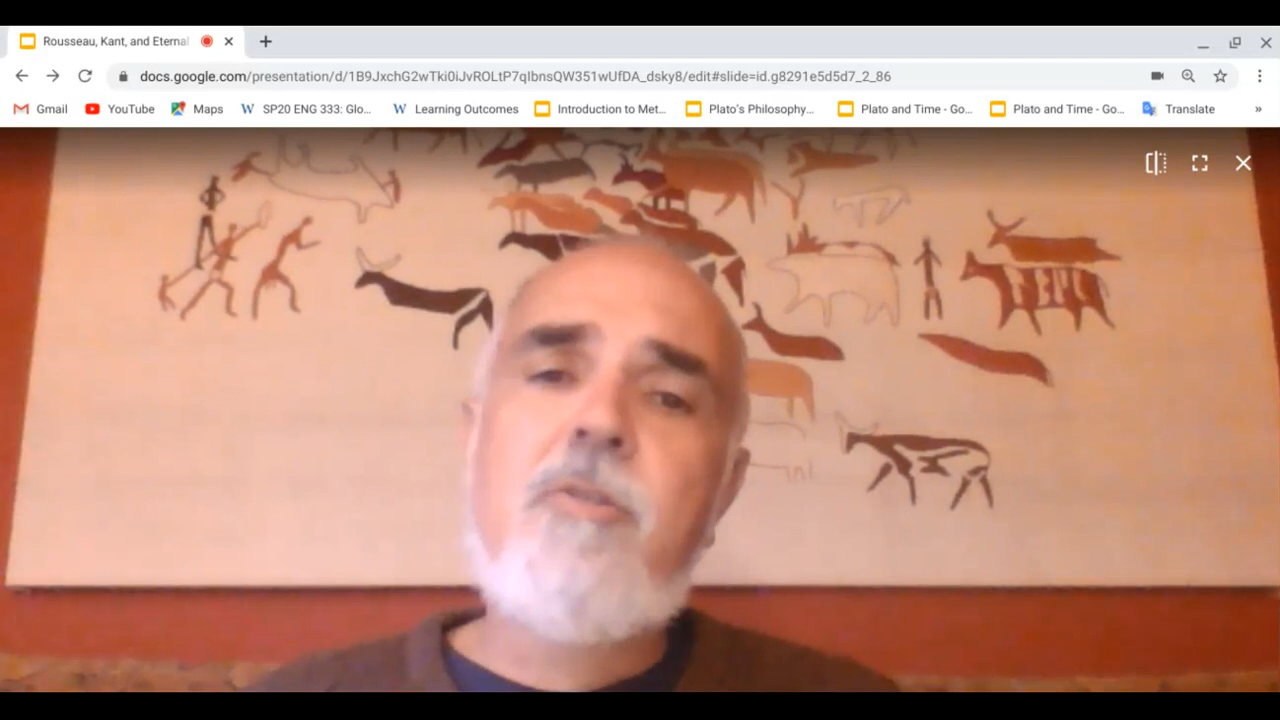 Rousseau, Kant, and Eternal
docs.google.com/presentation/d/1B9JxchG2wTki0iJvROLtP7qIbnsQW351wUfDA_dsky8/edit#slide=id.g8291e5d5d7_2_86
Gmail YouTube Maps SP20 ENG 333: Glo... Learning Outcomes Introduction to Met... Plato's Philosophy... Plato and Time - Go... Plato and Time - Go... Translate »